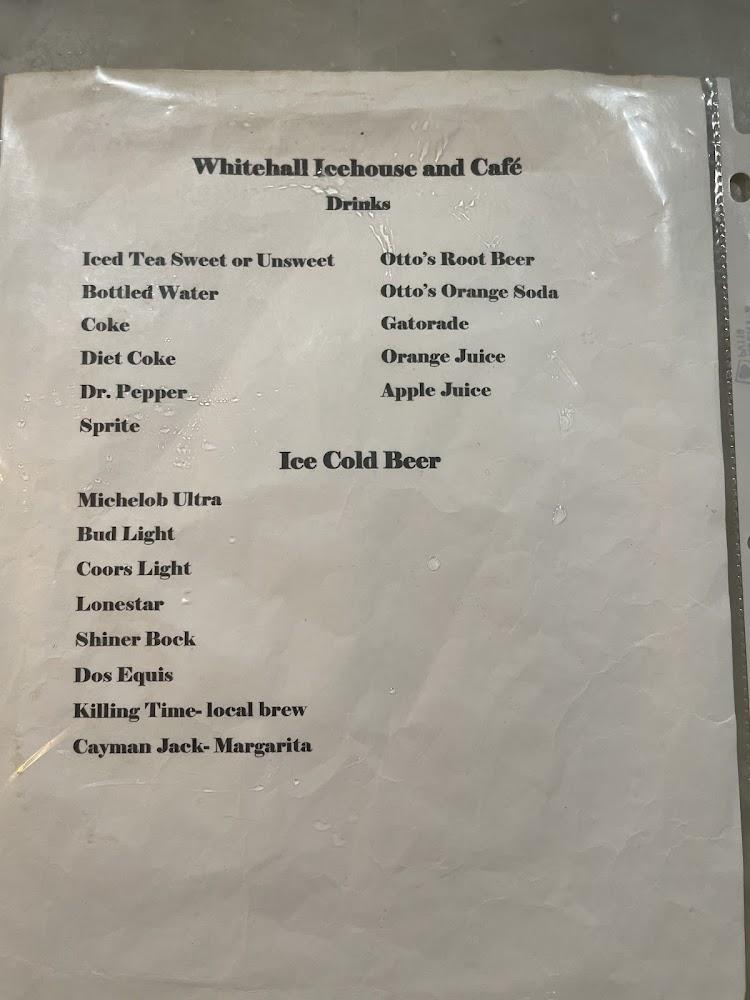 Whitehall Icehouse and Café
Drinks
Iced Tea Sweet or Unsweet
Bottled Water
Coke
Diet Coke
Dr. Pepper
Sprite
Otto's Root Beer
Otto's Orange Soda
Gatorade
Orange Juice
Apple Juice
Ice Cold Beer
Michelob Ultra
Bud Light
Coors Light
Lonestar
Shiner Bock
Dos Equis
Killing Time- local brew
Cayman Jack- Margarita